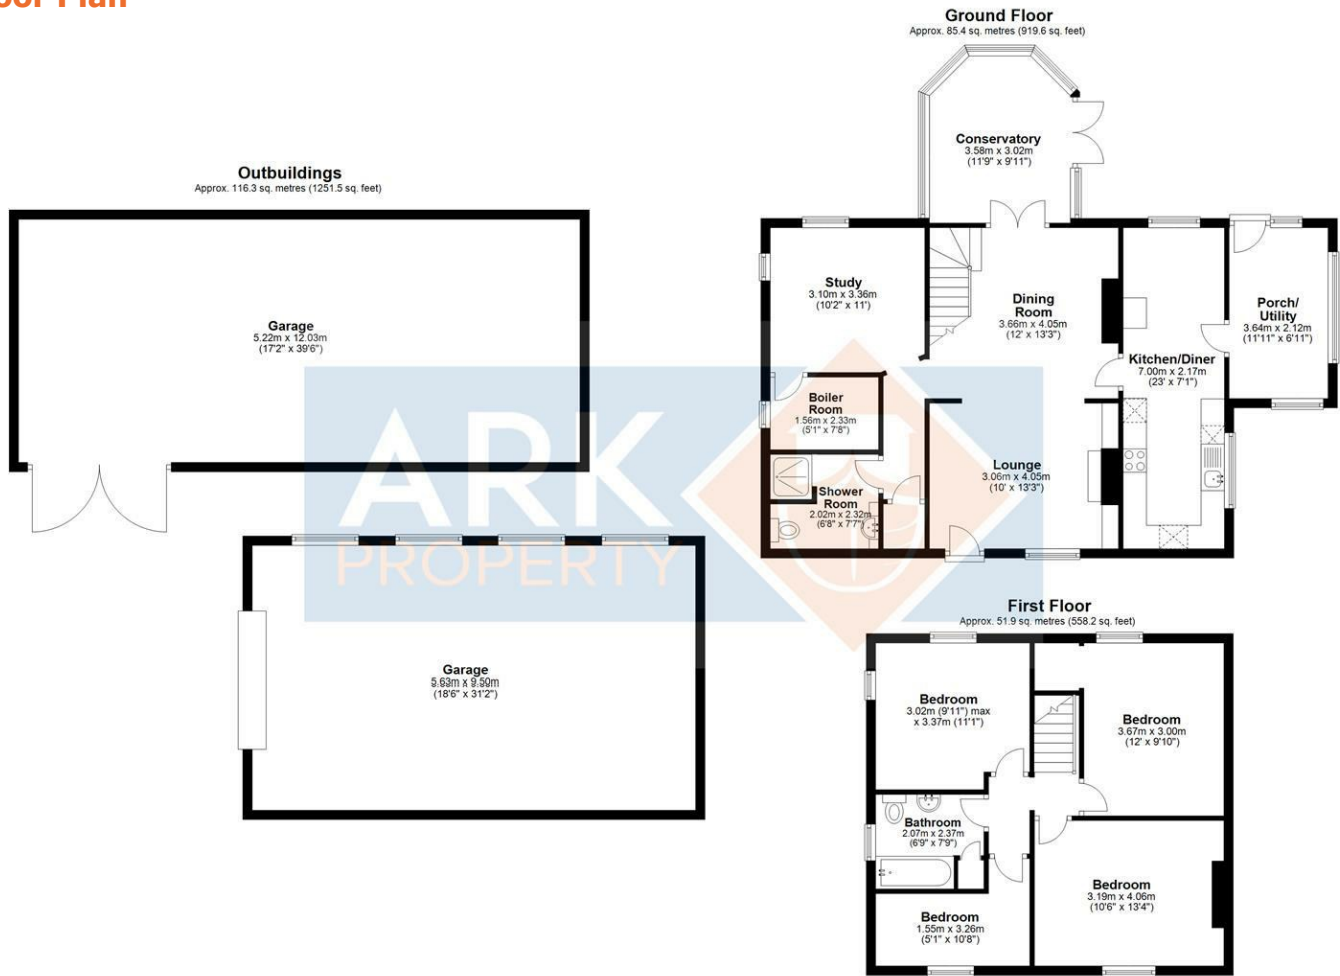 oor Plan
Ground Floor
Approx. 85.4 sq. metres (919.6 sq. feet)
Conservatory
3.58m x 3.02m
(11'9" x 9'11")
Outbuildings
Approx. 116.3 sq. metres (1251.5 sq. feet)
Garage
5.22m x 12.03m
(17'2" x 39'6")
Study
3.10m x 3.36m
(10'2" x 11')
Dining
Room
3.66m x 4.05m
(12' x 13'3")
Porch/
Utility
3.64m x 2.12m
(11'11" x 6'11")
Kitchen/Diner
7.00m x 2.17m
(23' x 7'1")
Boiler
Room
1.56m x 2.33m
(5'1" x 7'8")
Lounge
3.06m x 4.05m
(10' x 13'3")
Shower
Room
2.02m x 2.32m
(6'8" x 7'7")
ARK
PROPERTY
Garage
5.63m x 9.50m
(18'6" x 31'2")
First Floor
Approx. 51.9 sq. metres (558.2 sq. feet)
Bedroom
3.02m (9'11") max
x 3.37m (11'1")
Bedroom
3.67m x 3.00m
(12' x 9'10")
Bathroom
2.07m x 2.37m
(6'9" x 7'9")
Bedroom
3.19m x 4.06m
(10'6" x 13'4")
Bedroom
1.55m x 3.26m
(5'1" x 10'8")